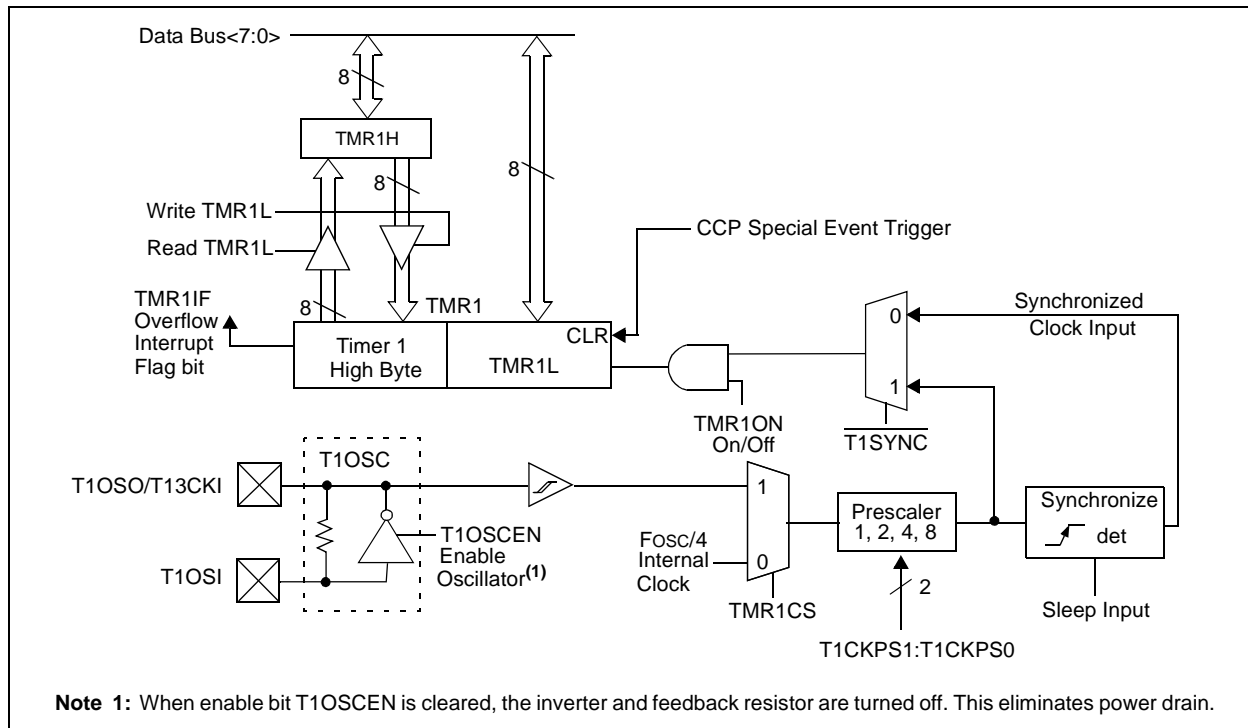 Data Bus<7:0>
8
TMR1H
8
8
Write TMR1L
CCP Special Event Trigger
Read TMR1L
TMR1IF
Overflow
Interrupt
Flag bit
8
TMR1
CLR
Timer 1
High Byte
TMR1L
0
Synchronized
Clock Input
1
TMR1ON
On/Off
T1SYNC
T1OSC
T1OSO/T13CKI
1
Prescaler
1, 2, 4, 8
Synchronize
det
T1OSCEN
Enable
Oscillator(1)
FOSC/4
Internal
Clock
0
T1OSI
2
TMR1CS
Sleep Input
T1CKPS1:T1CKPS0
Note 1: When enable bit T1OSCEN is cleared, the inverter and feedback resistor are turned off. This eliminates power drain.